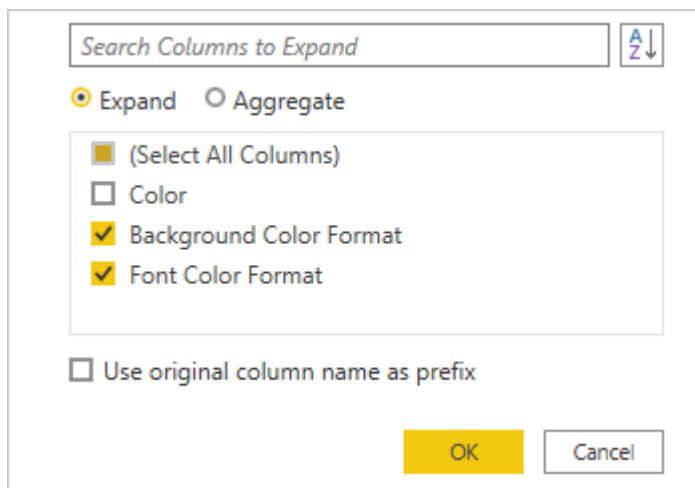 Search Columns to Expand
A
Z
Expand Aggregate
(Select All Columns)
Color
Background Color Format
Font Color Format
Use original column name as prefix
OK Cancel